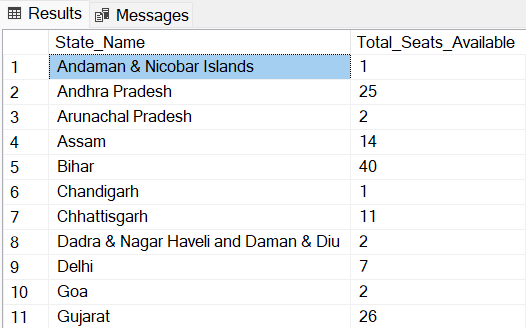 Results Messages
State_Name Total_Seats_Available
1 Andaman & Nicobar Islands 1
2 Andhra Pradesh 25
3 Arunachal Pradesh 2
4 Assam 14
5 Bihar 40
6 Chandigarh 1
7 Chhattisgarh 11
8 Dadra & Nagar Haveli and Daman & Diu 2
9 Delhi 7
10 Goa 2
11 Gujarat 26